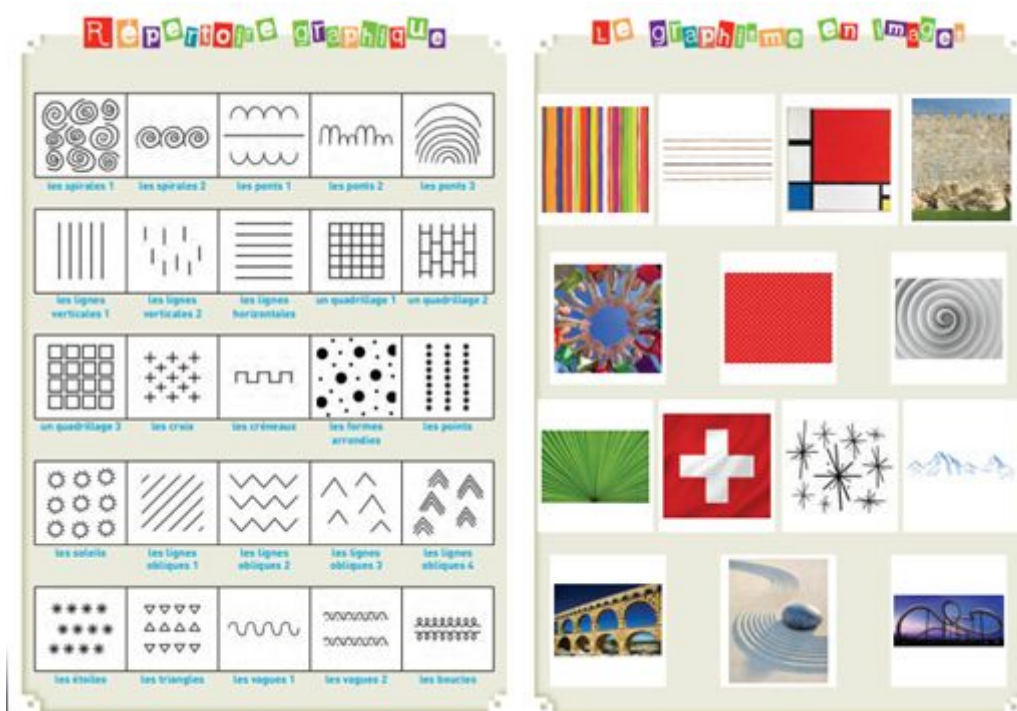 Répertoire graphique
les spirales 1
les spirales 2
les ponts 1
les ponts 2
les ponts 3
les lignes
verticales 1
les lignes
verticales 2
les lignes
horizontales
un quadrillage 1
un quadrillage 2
un quadrillage 3
les croix
les créneaux
les formes
arrondies
les points
les soleils
les lignes
obliques 1
les lignes
obliques 2
les lignes
obliques 3
les lignes
obliques 4
les étoiles
les triangles
les vagues 1
les vagues 2
les boucles
Le graphisme en images